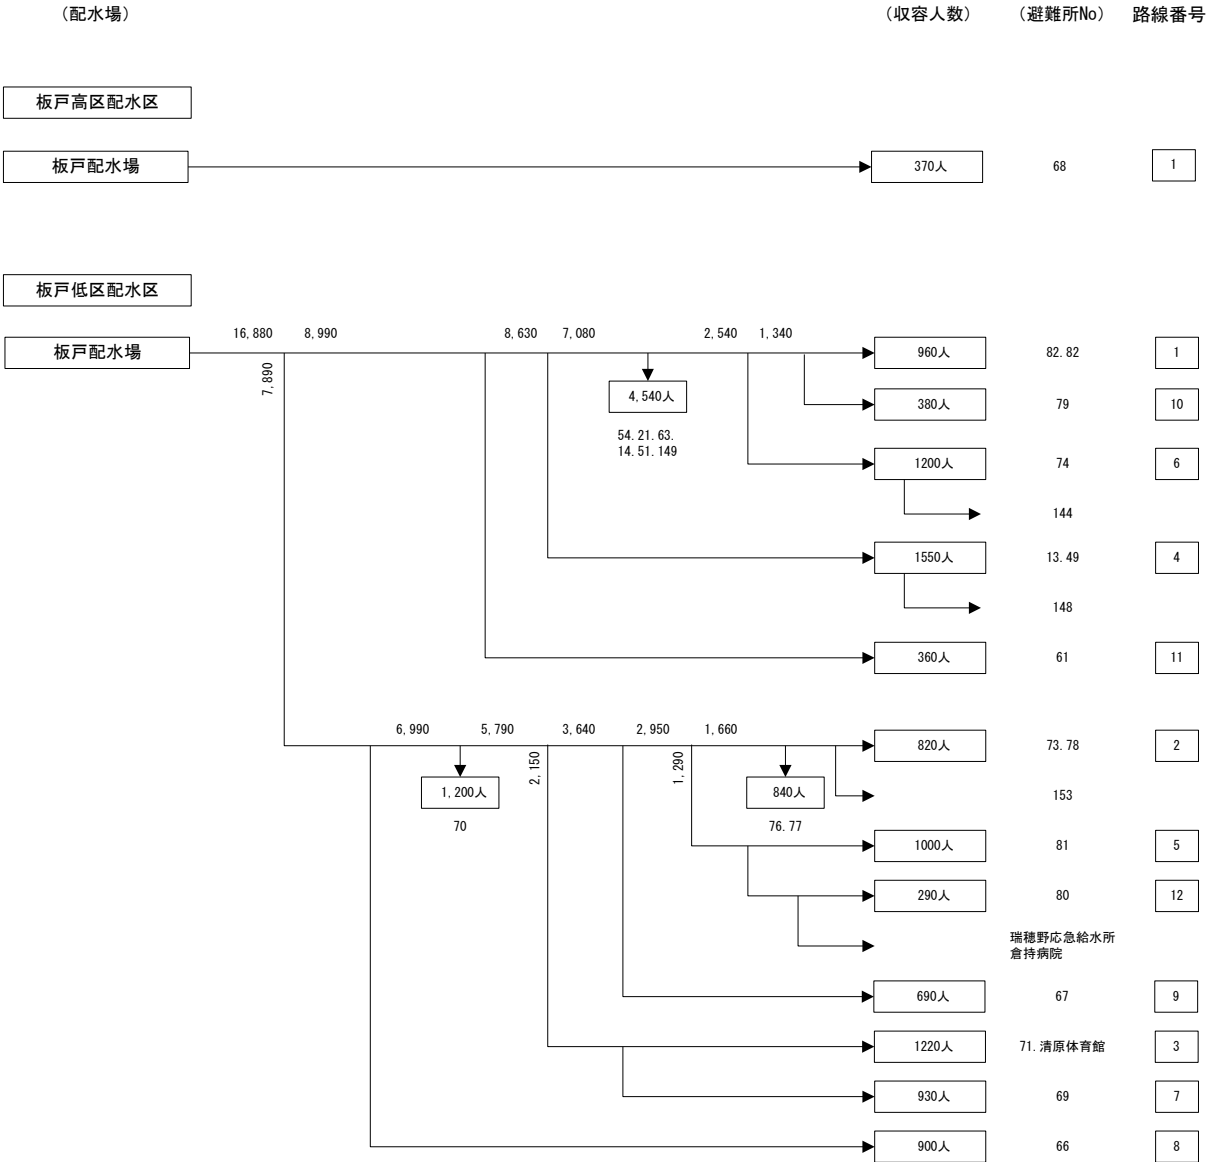 （配水場）
（収容人数） （避難所No） 路線番号
板戸高区配水区
板戸配水場 370人 68 1
板戸低区配水区
16,880 8,990 8,630 7,080 2,540 1,340
板戸配水場 960人 82.82 1
7,890
4,540人 380人 79 10
54.21.63.
14.51.149
1200人 74 6
144
1550人 13.49 4
148
360人 61 11
6,990 5,790 3,640 2,950 1,660
820人 73.78 2
2,150 1,290
1,200人 840人 153
70 76.77
1000人 81 5
290人 80 12
瑞穂野応急給水所
倉持病院
690人 67 9
1220人 71.清原体育館 3
930人 69 7
900人 66 8